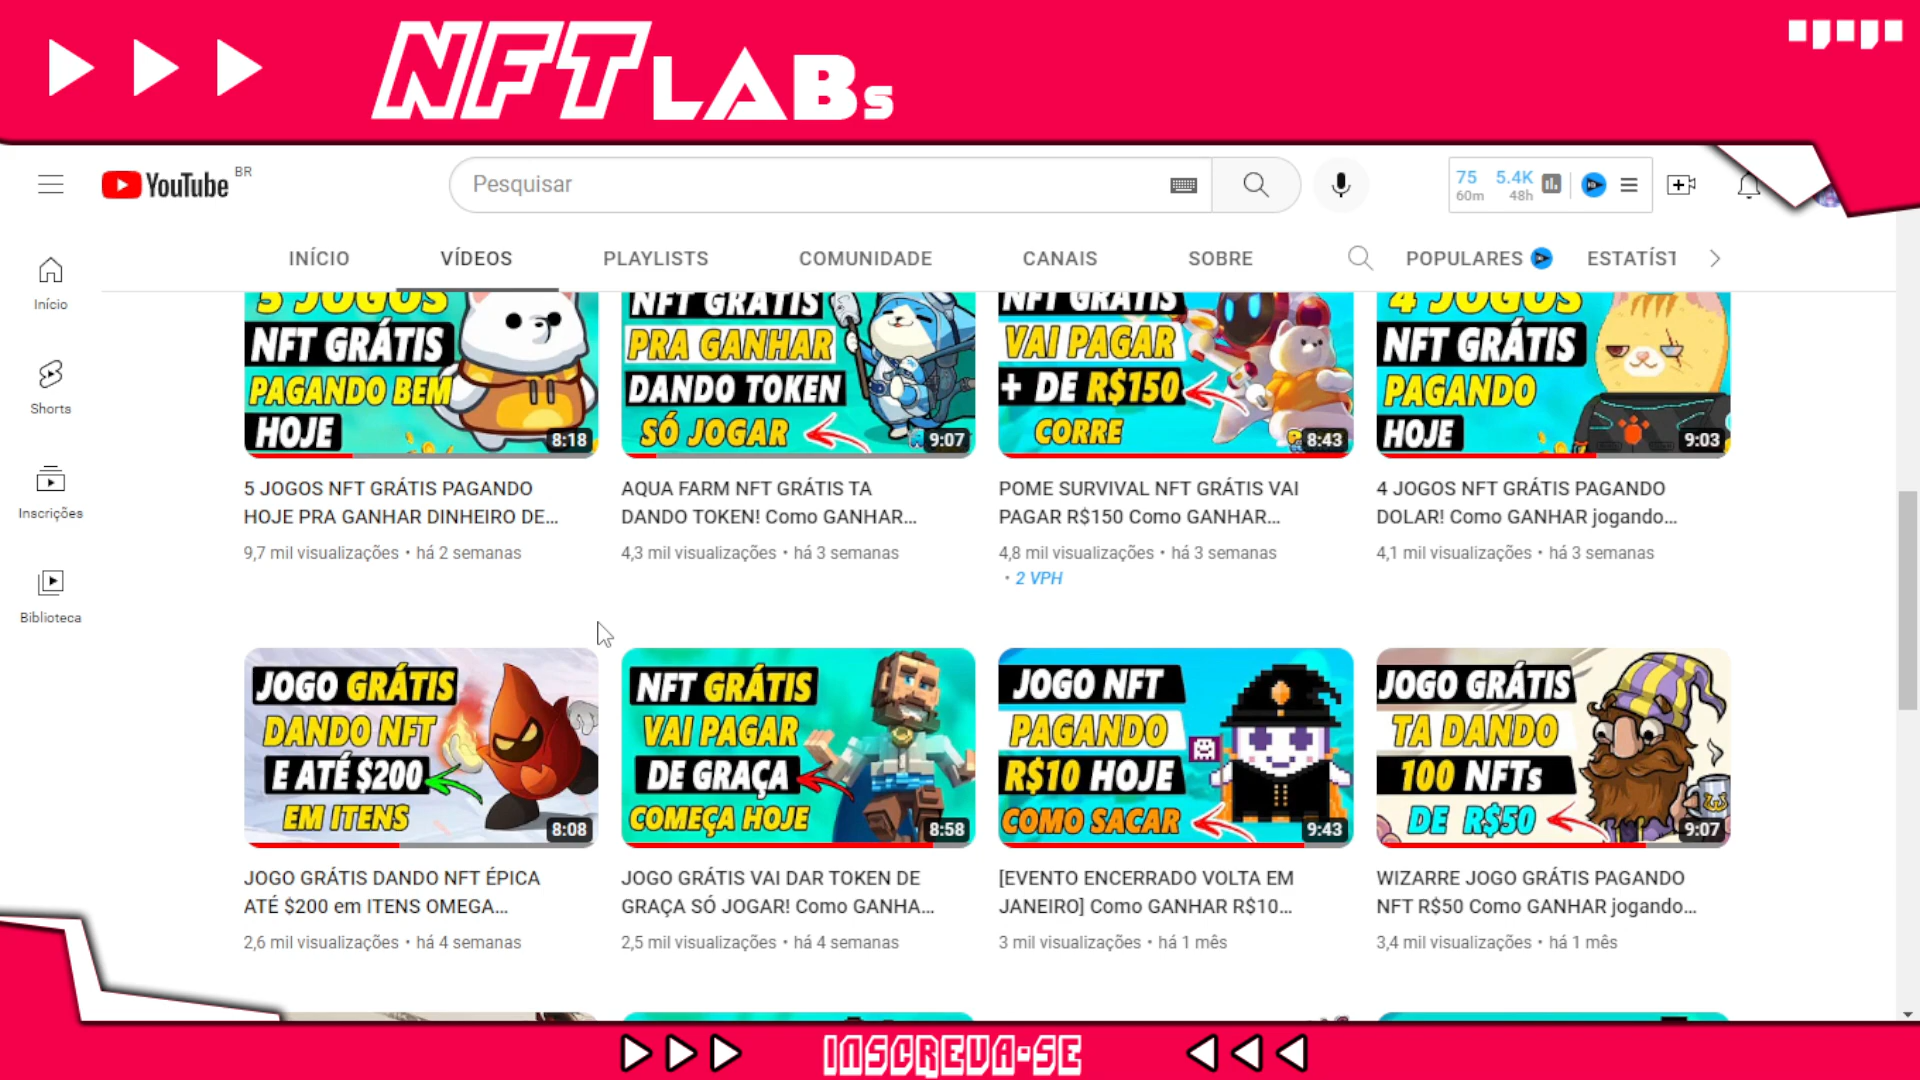 NFT LABs
YouTube BR
Pesquisar
75 5.4K
60m 48h
INÍCIO VÍDEOS PLAYLISTS COMUNIDADE CANAIS SOBRE POPULARES ESTATÍST
Início
Shorts
Inscrições
Biblioteca
5 JOGOS
NFT GRÁTIS
PAGANDO BEM
HOJE
8:18
NFT GRÁTIS
PRA GANHAR
DANDO TOKEN
SÓ JOGAR
9:07
NFT GRÁTIS
VAI PAGAR
+ DE R$150
CORRE
8:43
4 JOGOS
NFT GRÁTIS
PAGANDO
HOJE
9:03
5 JOGOS NFT GRÁTIS PAGANDO
HOJE PRA GANHAR DINHEIRO DE...
9,7 mil visualizações • há 2 semanas
AQUA FARM NFT GRÁTIS TA
DANDO TOKEN! Como GANHAR...
4,3 mil visualizações • há 3 semanas
POME SURVIVAL NFT GRÁTIS VAI
PAGAR R$150 Como GANHAR...
4,8 mil visualizações • há 3 semanas
• 2 VPH
4 JOGOS NFT GRÁTIS PAGANDO
DOLAR! Como GANHAR jogando...
4,1 mil visualizações • há 3 semanas
JOGO GRÁTIS
DANDO NFT
E ATÉ $200
EM ITENS
8:08
NFT GRÁTIS
VAI PAGAR
DE GRAÇA
COMEÇA HOJE
8:58
JOGO NFT
PAGANDO
R$10 HOJE
COMO SACAR
9:43
JOGO GRÁTIS
TA DANDO
100 NFTs
DE R$50
9:07
JOGO GRÁTIS DANDO NFT ÉPICA
ATÉ $200 em ITENS OMEGA...
2,6 mil visualizações • há 4 semanas
JOGO GRÁTIS VAI DAR TOKEN DE
GRAÇA SÓ JOGAR! Como GANHA...
2,5 mil visualizações • há 4 semanas
[EVENTO ENCERRADO VOLTA EM
JANEIRO] Como GANHAR R$10...
3 mil visualizações • há 1 mês
WIZARRE JOGO GRÁTIS PAGANDO
NFT R$50 Como GANHAR jogando...
3,4 mil visualizações • há 1 mês
INSCREVA-SE